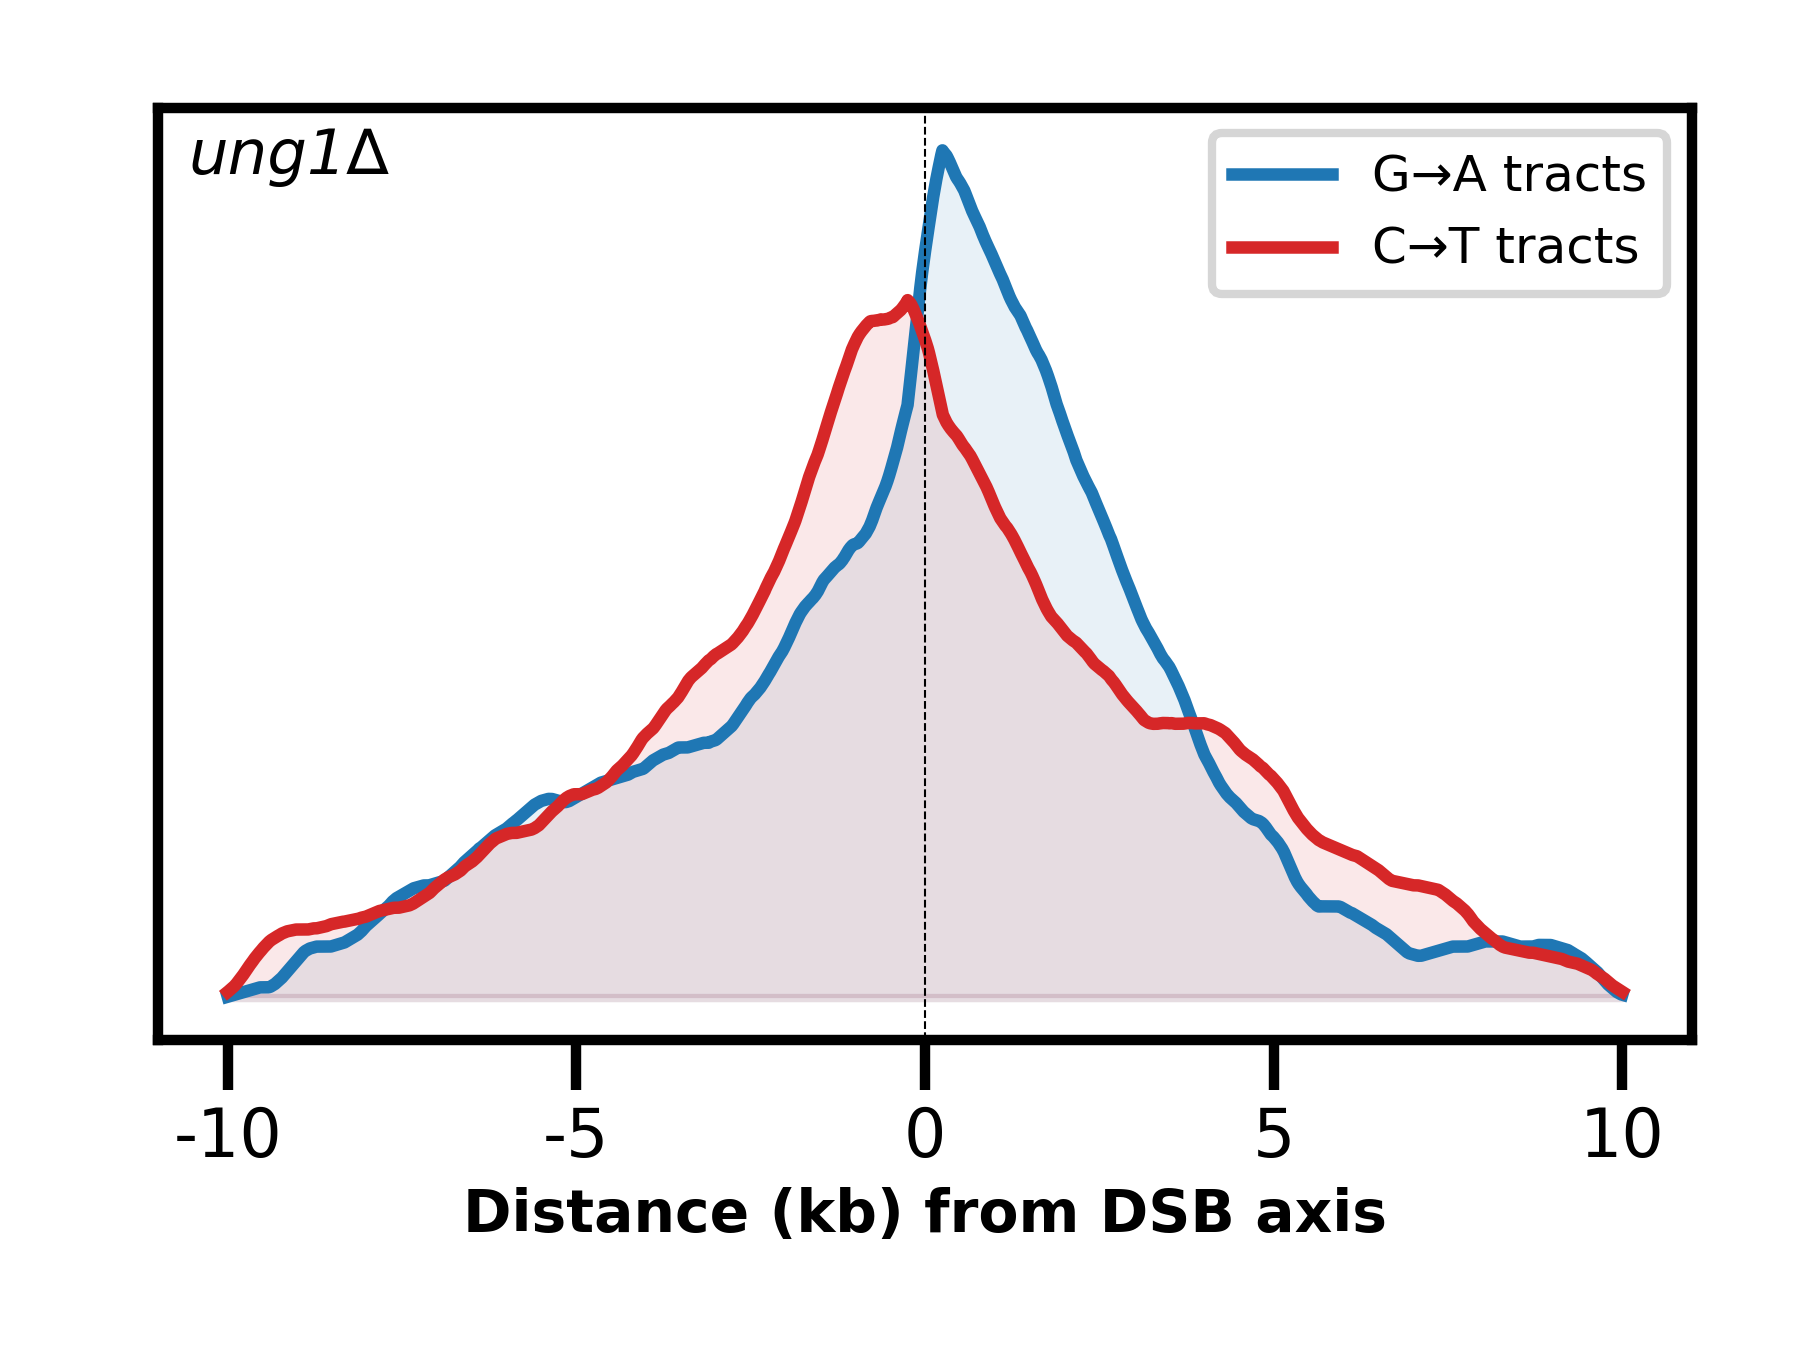 ung1Δ
G→A tracts
C→T tracts
-10 -5 0 5 10
Distance (kb) from DSB axis